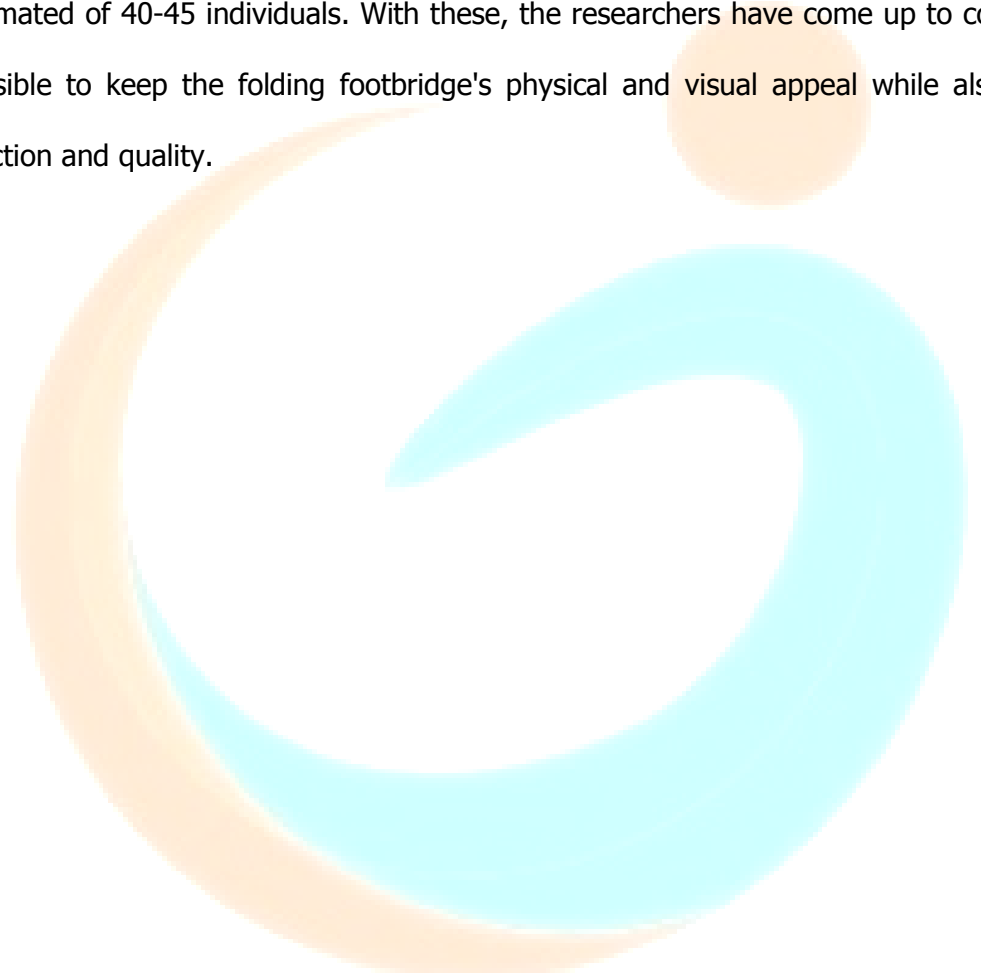 mated of 40-45 individuals. With these, the researchers have come up to co
sible to keep the folding footbridge's physical and visual appeal while als
ction and quality.